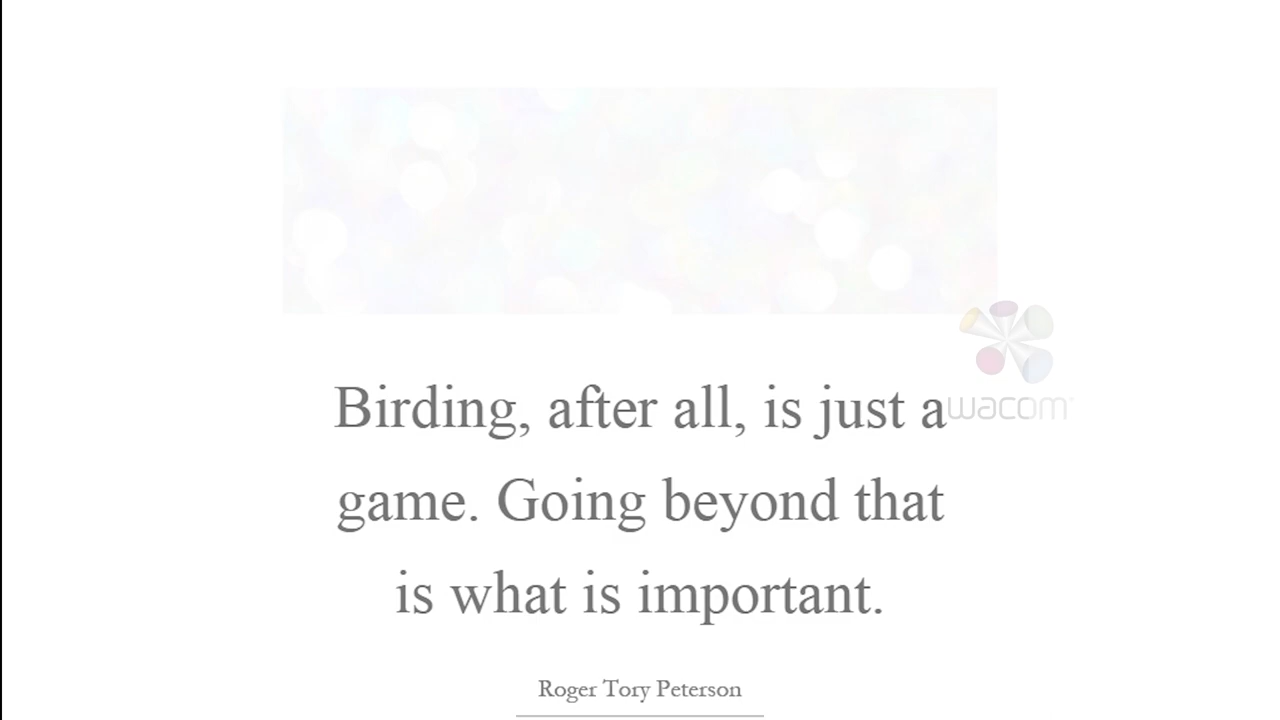 wacom
Birding, after all, is just a
game. Going beyond that
is what is important.
Roger Tory Peterson